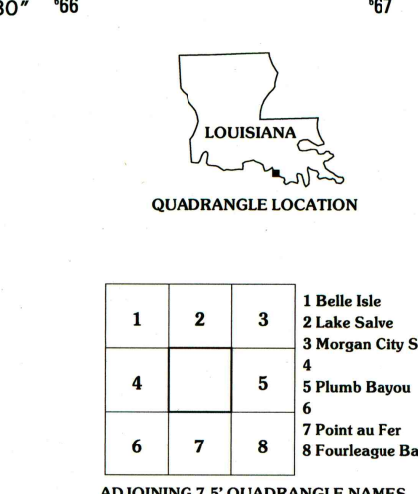 30" ⁶66 ⁶67
LOUISIANA
QUADRANGLE LOCATION
1 2 3
4 5
6 7 8
1 Belle Isle
2 Lake Salve
3 Morgan City S
4
5 Plumb Bayou
6
7 Point au Fer
8 Fourleague Ba
ADJOINING 7.5' QUADRANGLE NAMES